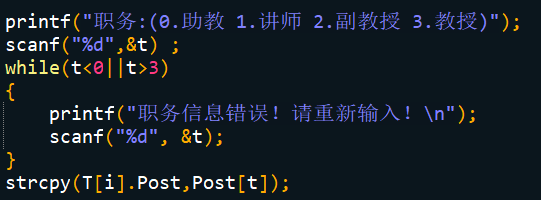 printf("职务:(0.助教 1.讲师 2.副教授 3.教授)");
scanf("%d",&t) ;
while(t<0||t>3)
{
    printf("职务信息错误！请重新输入！\n");
    scanf("%d", &t);
}
strcpy(T[i].Post,Post[t]);